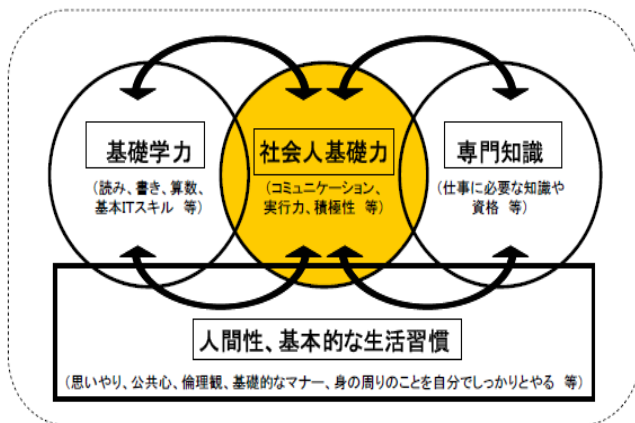 基礎学力
(読み、書き、算数、
基本ITスキル 等)
社会人基礎力
(コミュニケーション、
実行力、積極性 等)
専門知識
(仕事に必要な知識や
資格 等)
人間性、基本的な生活習慣
(思いやり、公共心、倫理観、基礎的なマナー、身の周りのことを自分でしっかりとやる 等)